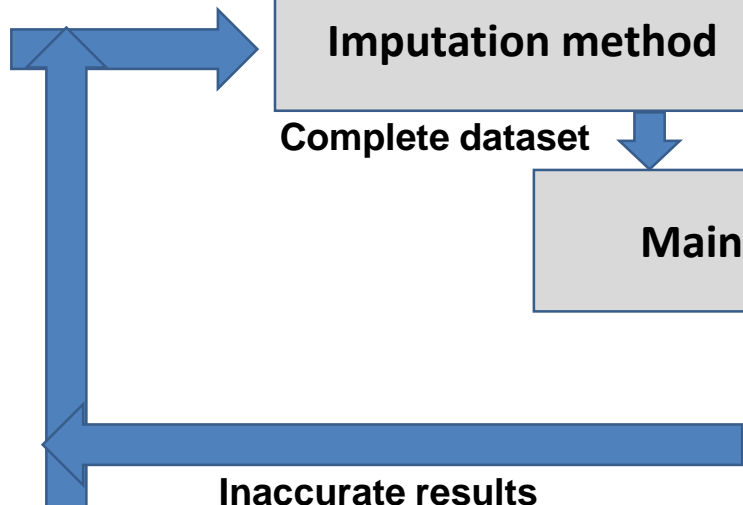 Imputation method
Complete dataset
Main
Inaccurate results